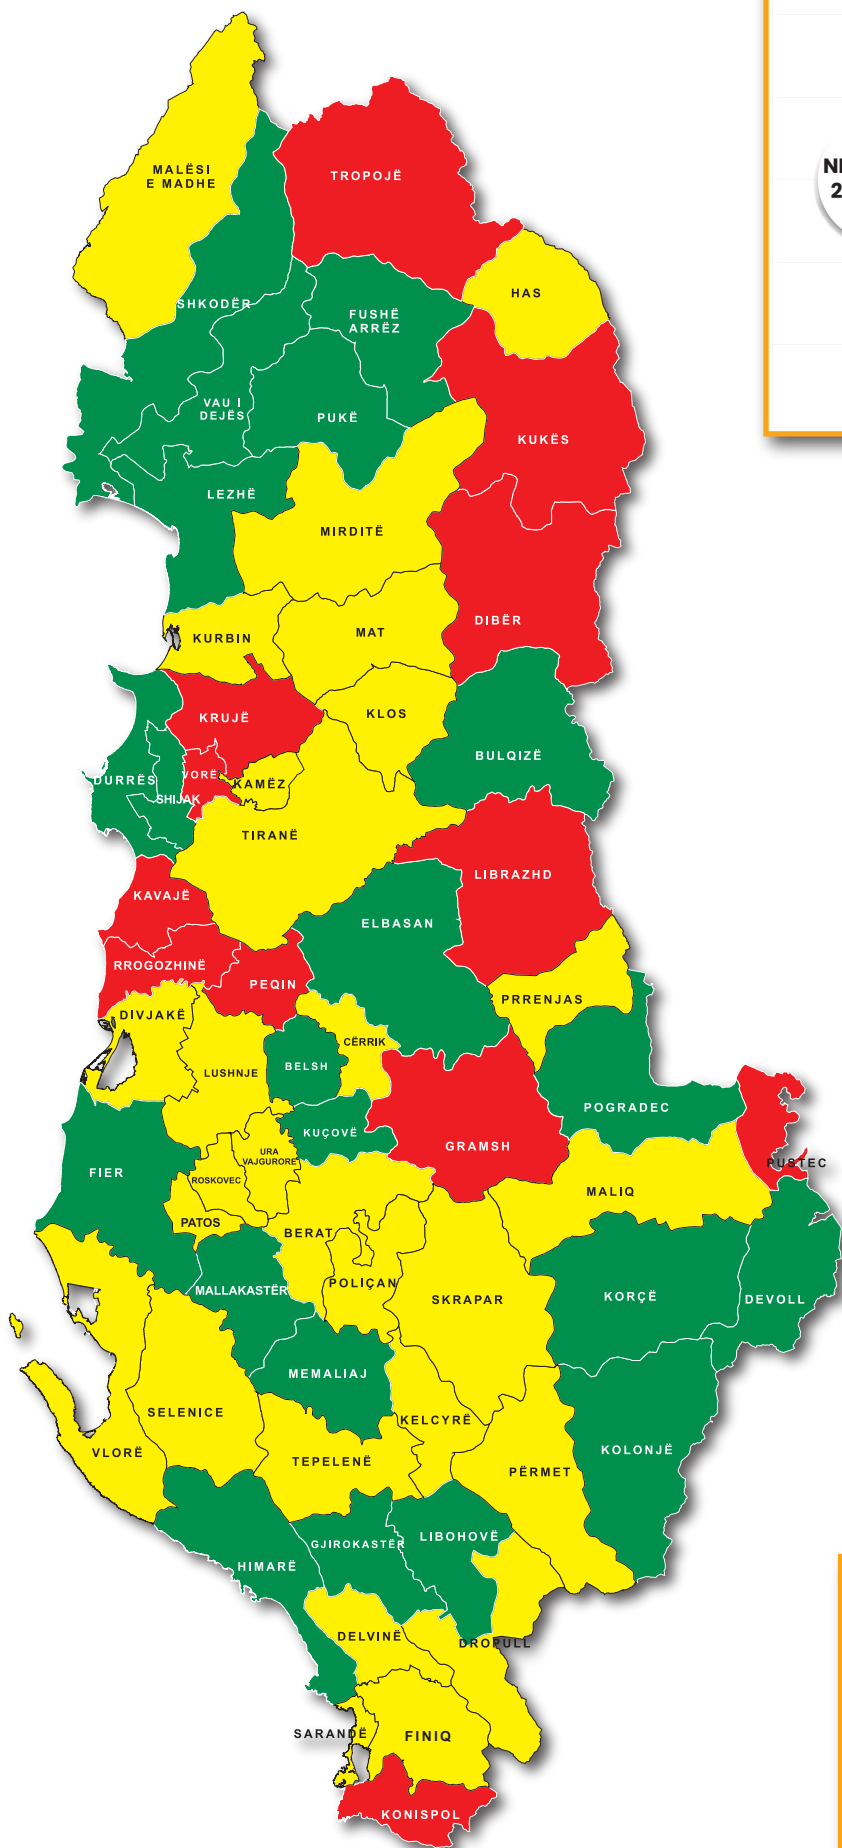 MALËSI
E MADHE
TROPOJË
HAS
SHKODËR
FUSHË
ARRËZ
VAU I
DEJËS
PUKË
KUKËS
LEZHË
MIRDITË
DIBËR
KURBIN
MAT
KRUJË
KLOS
BULQIZË
DURRËS
VORË
SHIJAK
KAMËZ
TIRANË
LIBRAZHD
KAVAJË
ELBASAN
RROGOZHINË
PEQIN
PRRENJAS
DIVJAKË
LUSHNJE
BELSH
CËRRIK
POGRADEC
KUÇOVË
GRAMSH
PUSTEC
FIER
URA
VAJGURORE
ROSKOVEC
PATOS
MALIQ
BERAT
POLIÇAN
MALLAKASTËR
SKRAPAR
KORÇË
DEVOLL
MEMALIAJ
SELENICE
KELCYRË
VLORË
TEPELENË
PËRMET
KOLONJË
HIMARË
GJIROKASTËR
LIBOHOVË
DELVINË
DROPULL
SARANDË
FINIQ
KONISPOL